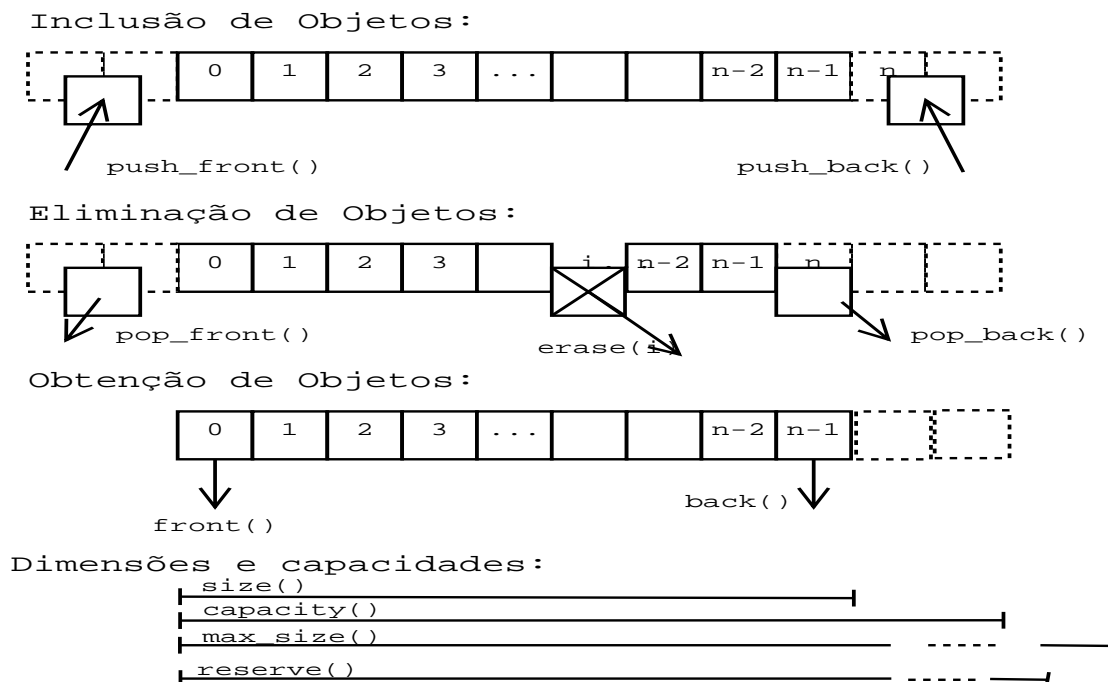 Inclusão de Objetos:
0 1 2 3 ... n-2 n-1 n
push_front() push_back()
Eliminação de Objetos:
0 1 2 3 i. n-2 n-1 n
pop_front() erase(i) pop_back()
Obtenção de Objetos:
0 1 2 3 ... n-2 n-1
front() back()
Dimensões e capacidades:
size()
capacity()
max_size()
reserve()